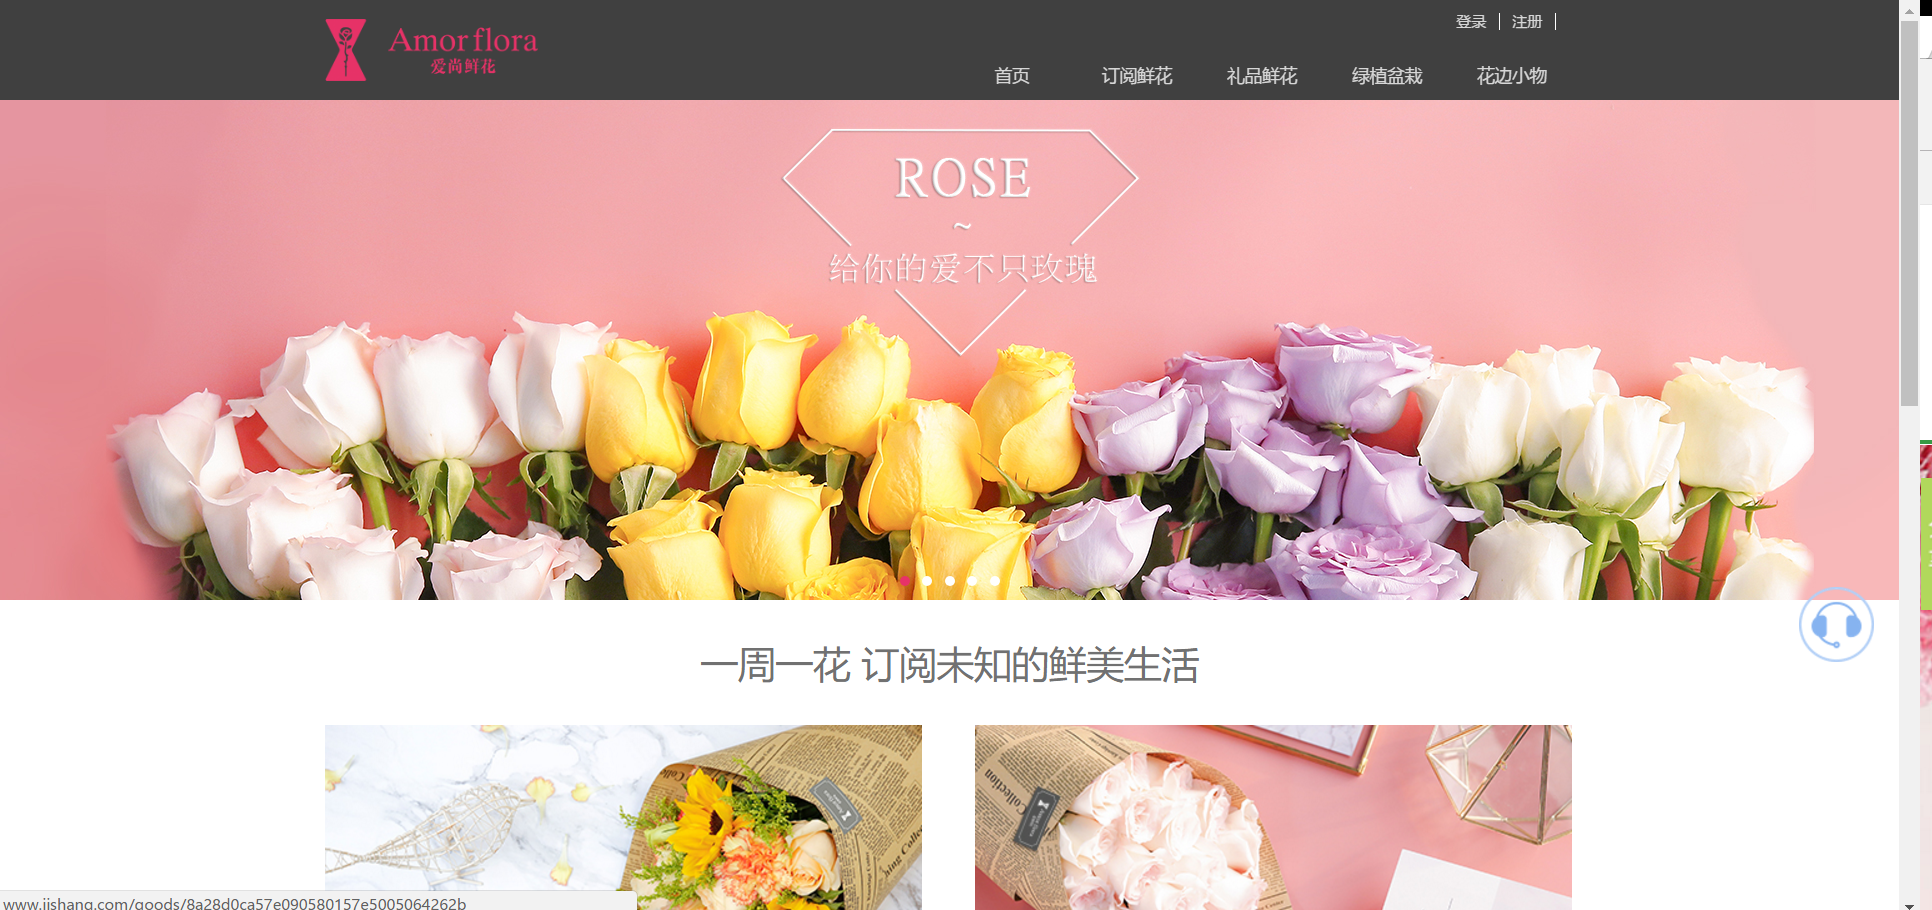 登录 | 注册 |
Amor flora
爱尚鲜花
首页 订阅鲜花 礼品鲜花 绿植盆栽 花边小物
ROSE
~
给你的爱不只玫瑰
一周一花 订阅未知的鲜美生活
www.iishang.com/goods/8a28d0ca57e090580157e5005064262b